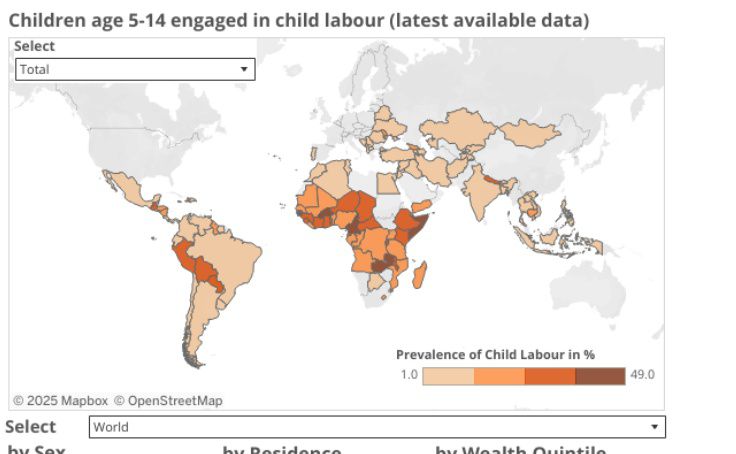 Children age 5-14 engaged in child labour (latest available data)
Select
Total
Prevalence of Child Labour in %
1.0 49.0
© 2025 Mapbox © OpenStreetMap
Select World
by Sex by Residence by Wealth Quintile